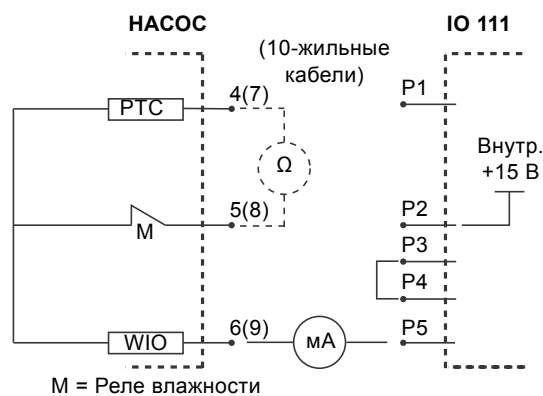 НАСОС
IO 111
(10-жильные
кабели)
PTC
4(7)
P1
Ω
Внутр.
+15 В
M
5(8)
P2
P3
P4
WIO
6(9)
мА
P5
М = Реле влажности